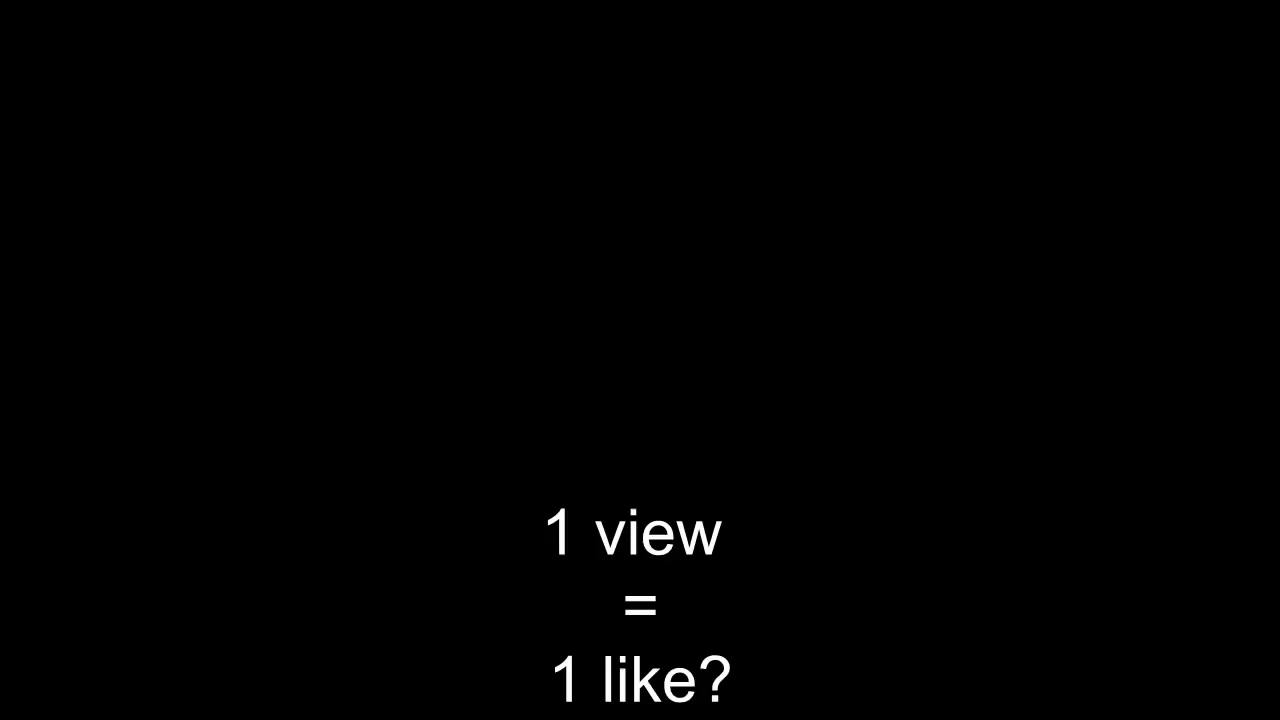 1 view
=
1 like?